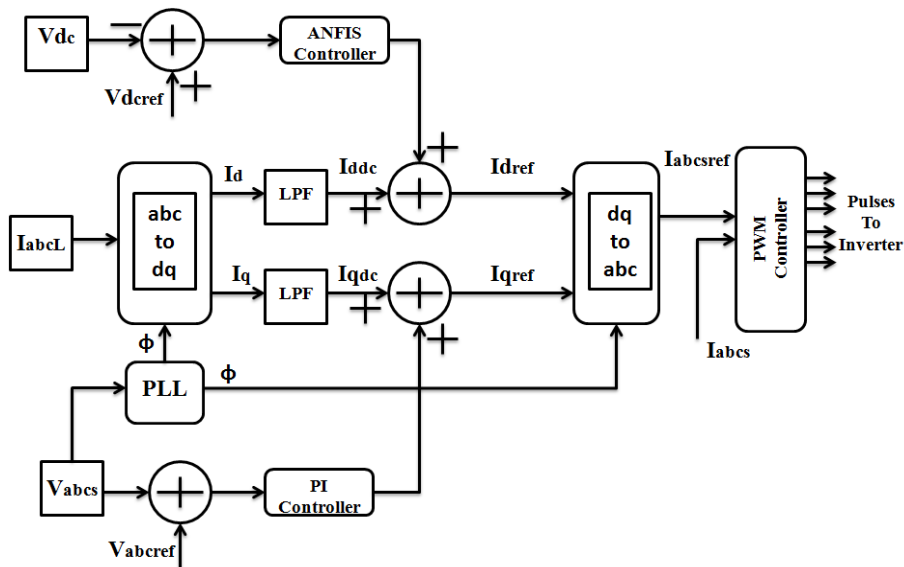 Vdc
ANFIS
Controller
Vdcref
Id
LPF
Iddc
Idref
Iabcsref
abc
to
dq
dq
to
abc
IabcL
PWM
Controller
Pulses
To
Inverter
Iq
LPF
Iqdc
Iqref
Iabcs
ϕ
PLL
ϕ
Vabcs
PI
Controller
Vabcref